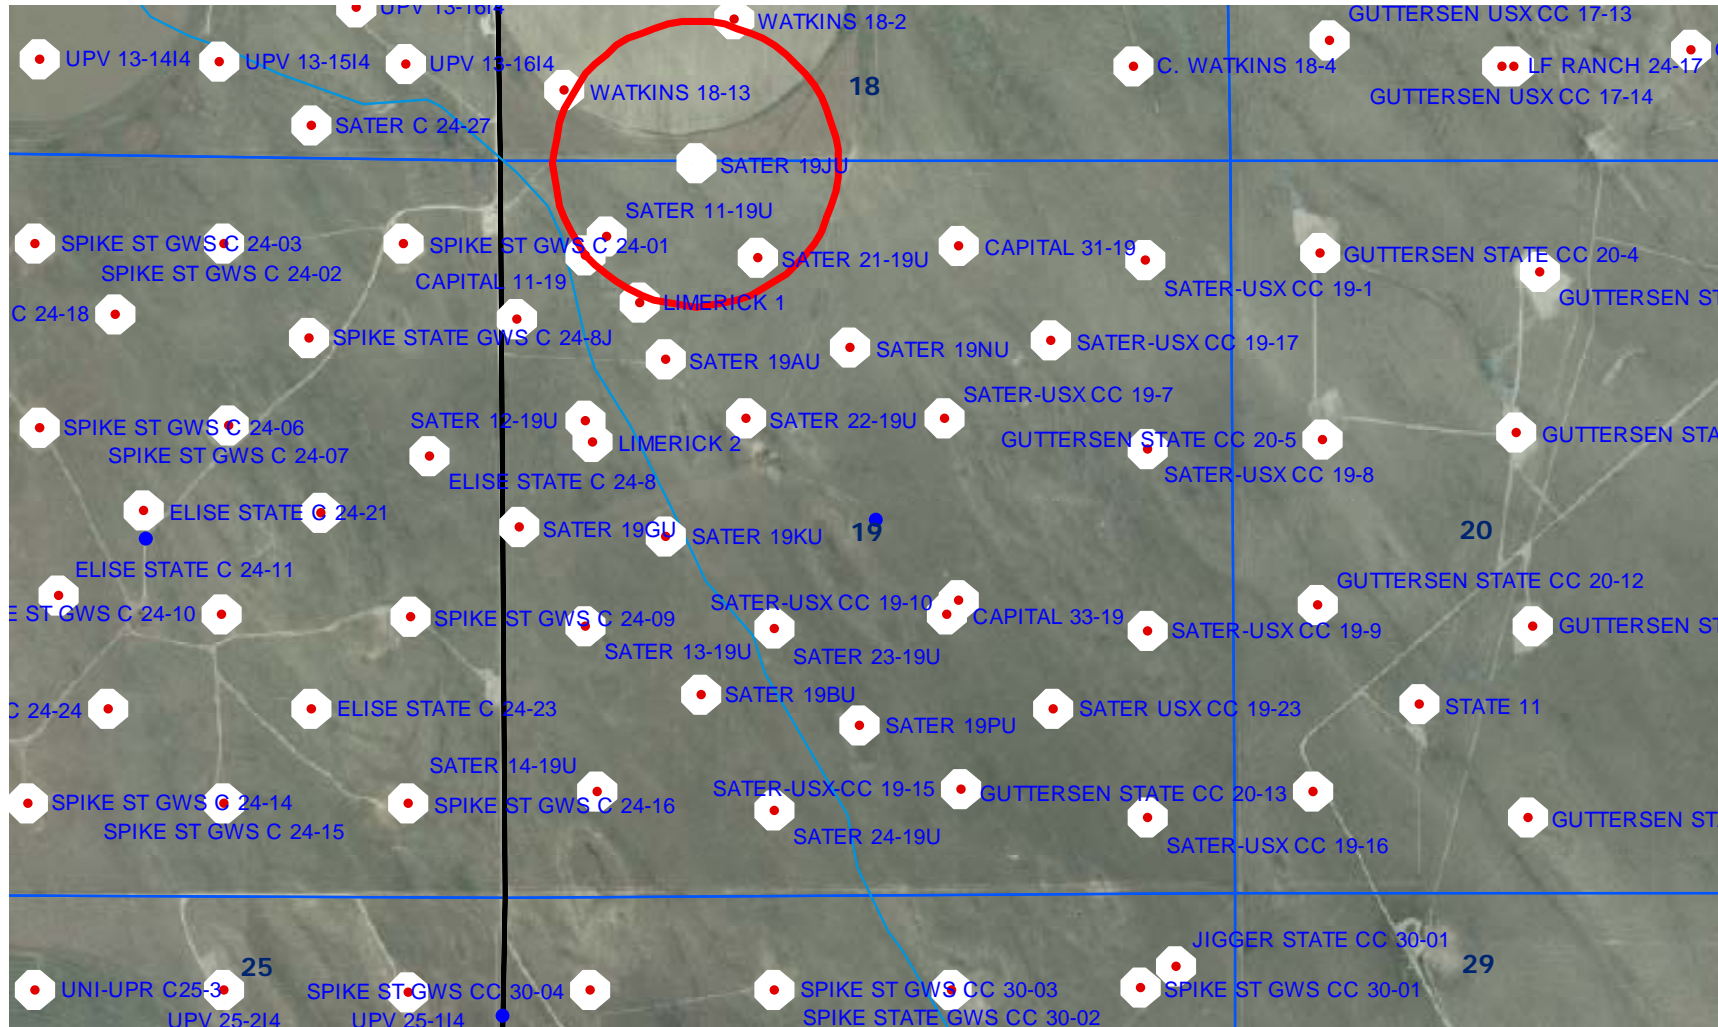 UPV 13-16I4
WATKINS 18-2
GUTTERSEN USX CC 17-13
UPV 13-14I4
UPV 13-15I4
UPV 13-16I4
C. WATKINS 18-4
LF RANCH 24-17
WATKINS 18-13
18
GUTTERSEN USX CC 17-14
SATER C 24-27
SATER 19JU
SATER 11-19U
SPIKE ST GWS C 24-03
SPIKE ST GWS C 24-01
CAPITAL 31-19
GUTTERSEN STATE CC 20-4
SATER 21-19U
SPIKE ST GWS C 24-02
CAPITAL 11-19
SATER-USX CC 19-1
GUTTERSEN ST
LIMERICK 1
C 24-18
SPIKE STATE GWS C 24-8J
SATER 19AU
SATER 19NU
SATER-USX CC 19-17
SATER-USX CC 19-7
SATER 12-19U
SATER 22-19U
SPIKE ST GWS C 24-06
LIMERICK 2
GUTTERSEN STATE CC 20-5
GUTTERSEN STA
SPIKE ST GWS C 24-07
ELISE STATE C 24-8
SATER-USX CC 19-8
ELISE STATE C 24-21
SATER 19GU
SATER 19KU
19
20
ELISE STATE C 24-11
GUTTERSEN STATE CC 20-12
SATER-USX CC 19-10
E ST GWS C 24-10
SPIKE ST GWS C 24-09
CAPITAL 33-19
SATER-USX CC 19-9
GUTTERSEN ST
SATER 13-19U
SATER 23-19U
SATER 19BU
C 24-24
ELISE STATE C 24-23
SATER USX CC 19-23
STATE 11
SATER 19PU
SATER 14-19U
SATER-USX-CC 19-15
GUTTERSEN STATE CC 20-13
SPIKE ST GWS C 24-14
SPIKE ST GWS C 24-16
GUTTERSEN ST
SPIKE ST GWS C 24-15
SATER 24-19U
SATER-USX CC 19-16
JIGGER STATE CC 30-01
25
29
UNI-UPR C25-3
SPIKE ST GWS CC 30-04
SPIKE ST GWS CC 30-03
SPIKE ST GWS CC 30-01
UPV 25-2I4
UPV 25-1I4
SPIKE STATE GWS CC 30-02